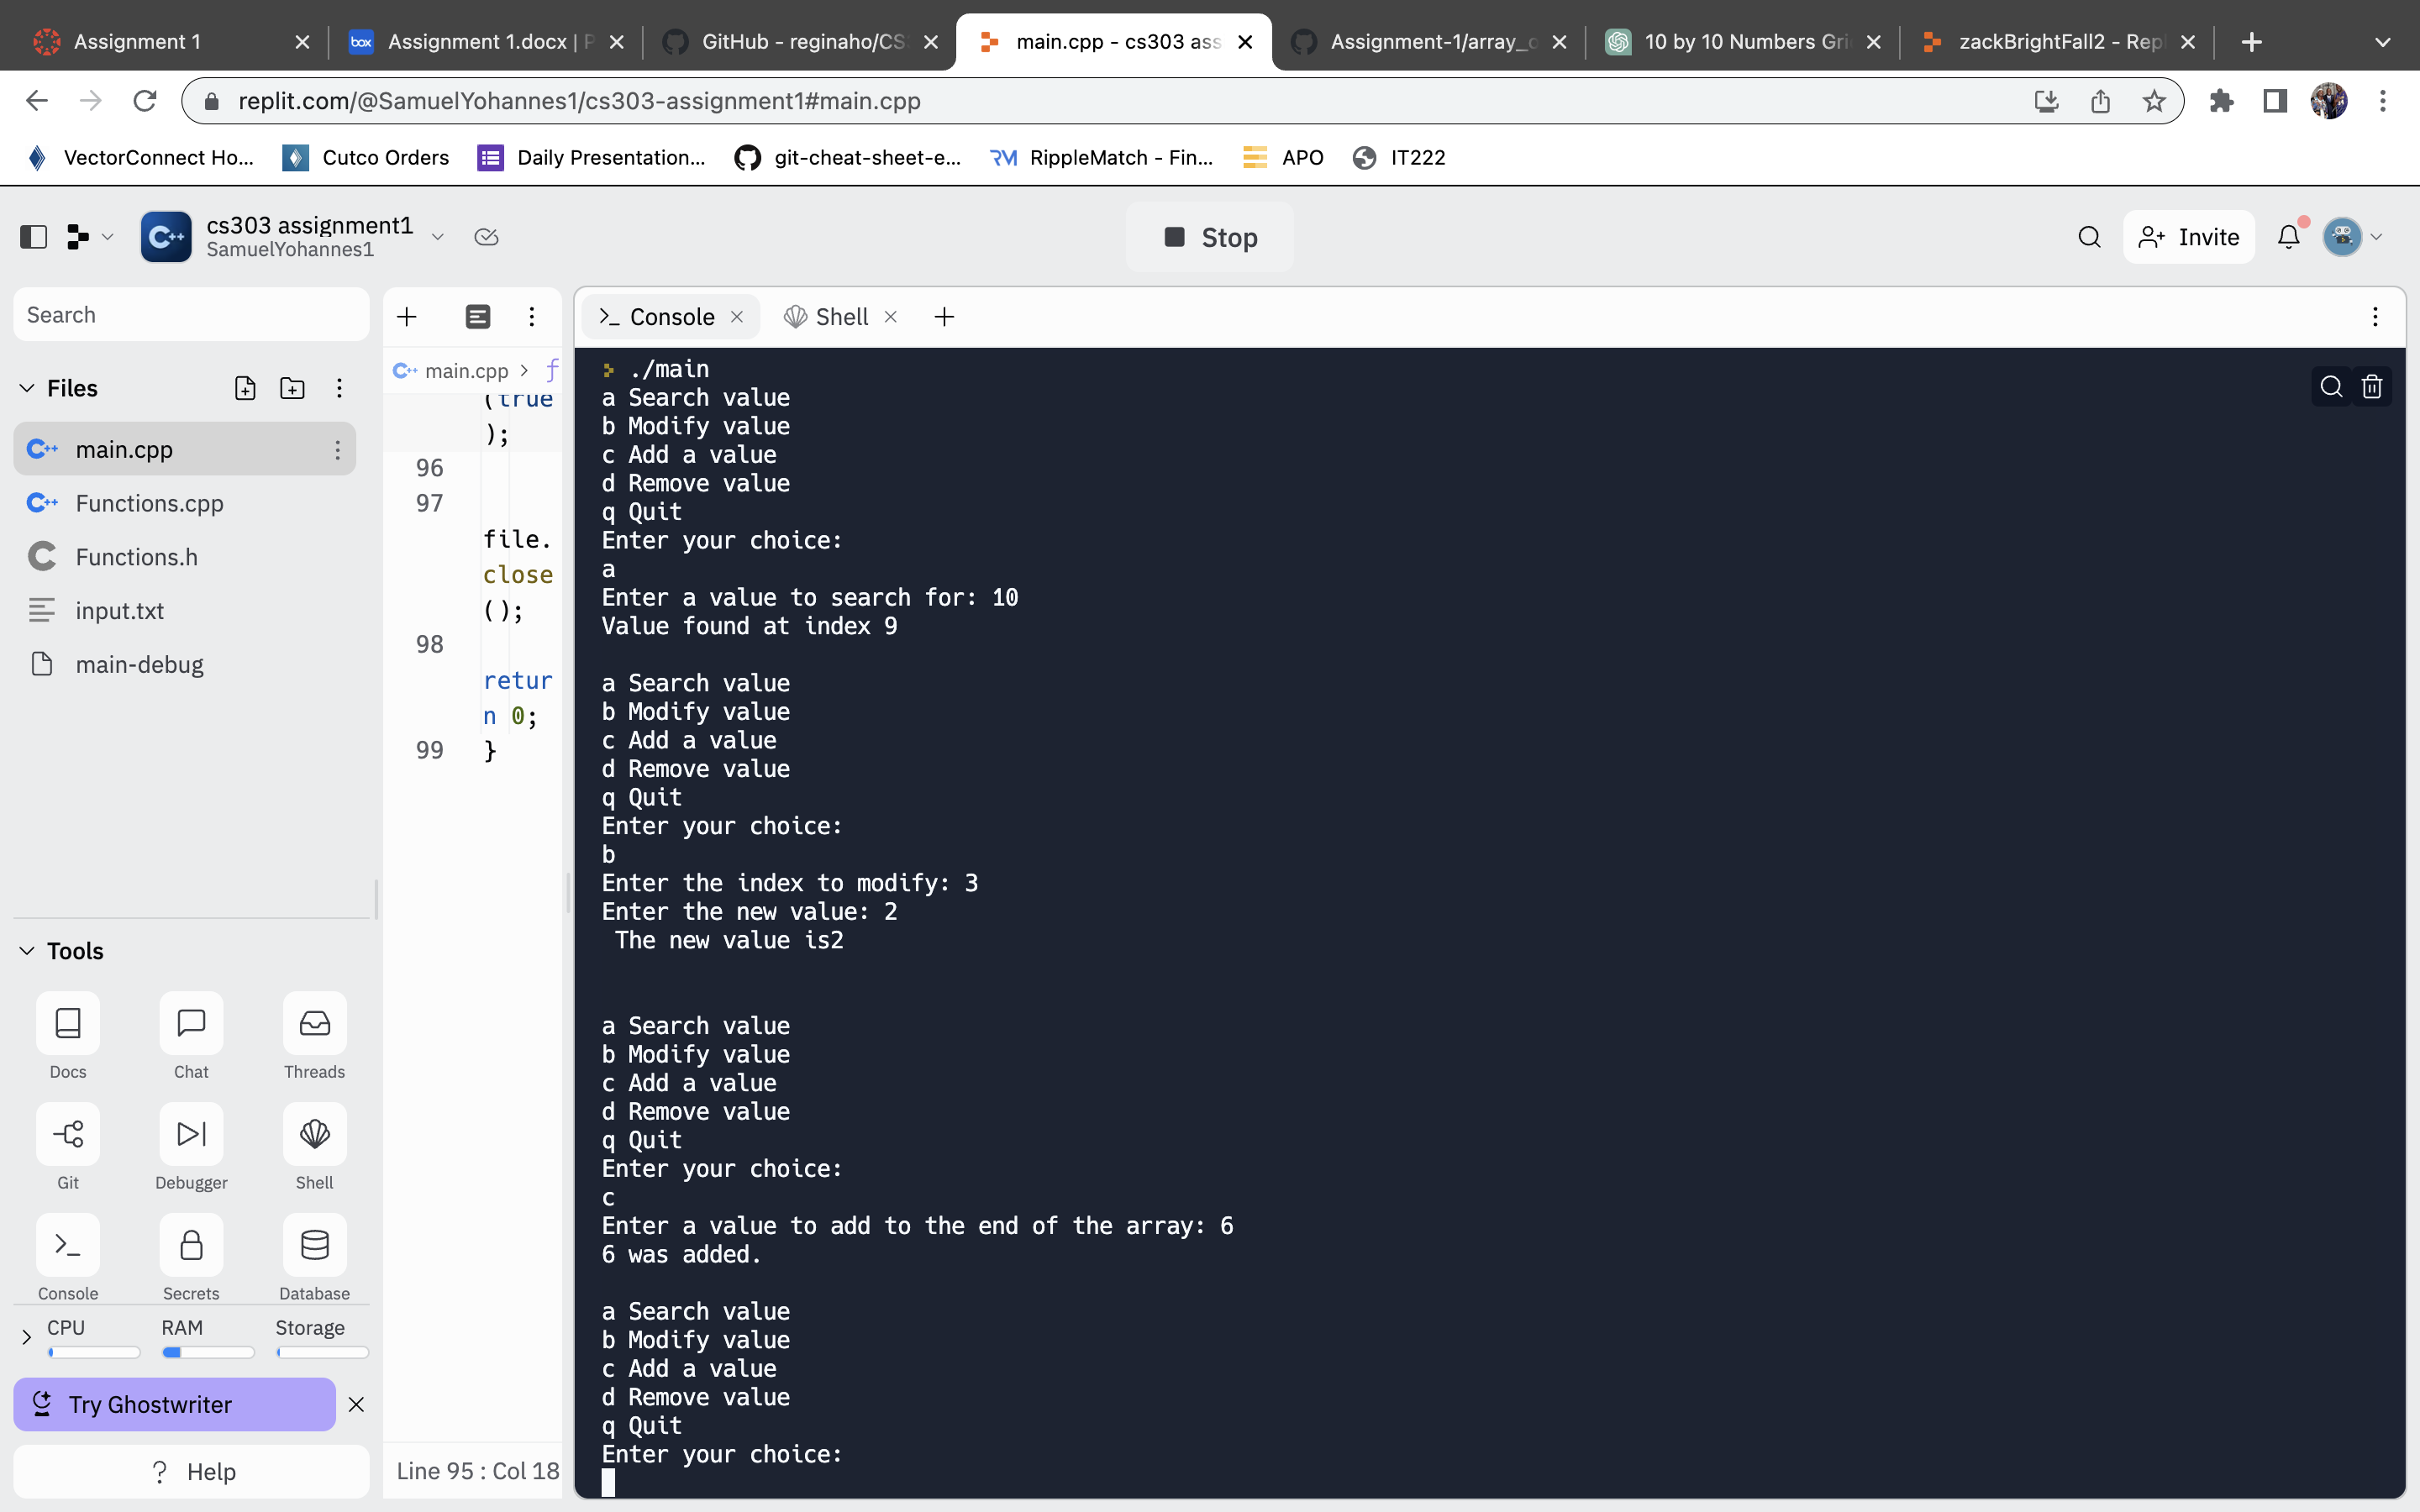 Assignment 1
box Assignment 1.docx | P
GitHub - reginaho/CS
main.cpp - cs303 ass
Assignment-1/array_o
10 by 10 Numbers Gri
zackBrightFall2 - Repl
replit.com/@SamuelYohannes1/cs303-assignment1#main.cpp
VectorConnect Ho...
Cutco Orders
Daily Presentation...
git-cheat-sheet-e...
RM RippleMatch - Fin...
APO
IT222
C++ cs303 assignment1
SamuelYohannes1
Stop
Invite
Search
Files
C++ main.cpp
C++ Functions.cpp
C Functions.h
input.txt
main-debug
Tools
Docs
Chat
Threads
Git
Debugger
Shell
Console
Secrets
Database
CPU
RAM
Storage
Try Ghostwriter
? Help
C++ main.cpp > f
(true
);
96
97
file.
close
();
98
retur
n 0;
99 }
Line 95 : Col 18
>_ Console
Shell
./main
a Search value
b Modify value
c Add a value
d Remove value
q Quit
Enter your choice:
a
Enter a value to search for: 10
Value found at index 9
a Search value
b Modify value
c Add a value
d Remove value
q Quit
Enter your choice:
b
Enter the index to modify: 3
Enter the new value: 2
The new value is2
a Search value
b Modify value
c Add a value
d Remove value
q Quit
Enter your choice:
c
Enter a value to add to the end of the array: 6
6 was added.
a Search value
b Modify value
c Add a value
d Remove value
q Quit
Enter your choice: